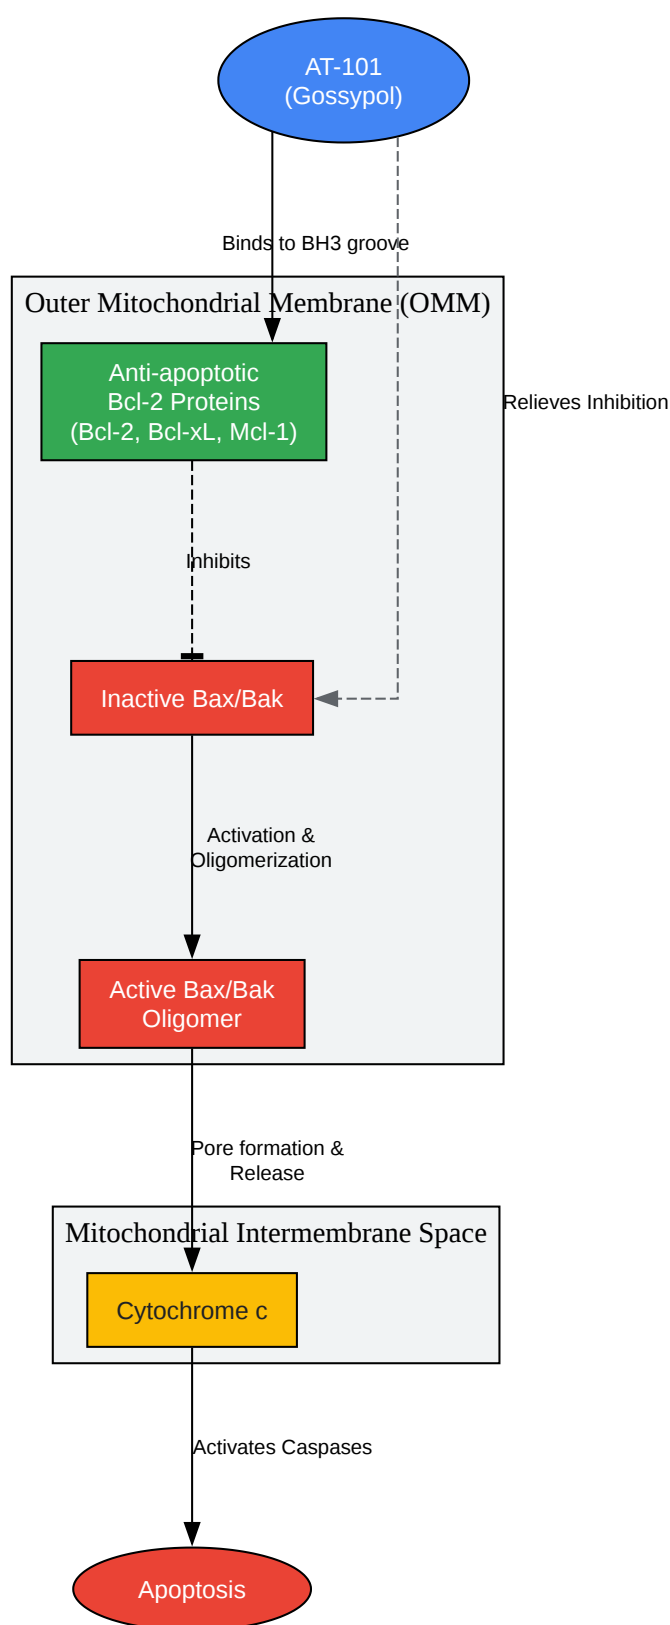 AT-101
(Gossypol)
Binds to BH3 groove
Outer Mitochondrial Membrane (OMM)
Anti-apoptotic
Bcl-2 Proteins
(Bcl-2, Bcl-xL, Mcl-1)
Relieves Inhibition
Inhibits
Inactive Bax/Bak
Activation &
Oligomerization
Active Bax/Bak
Oligomer
Pore formation &
Release
Mitochondrial Intermembrane Space
Cytochrome c
Activates Caspases
Apoptosis